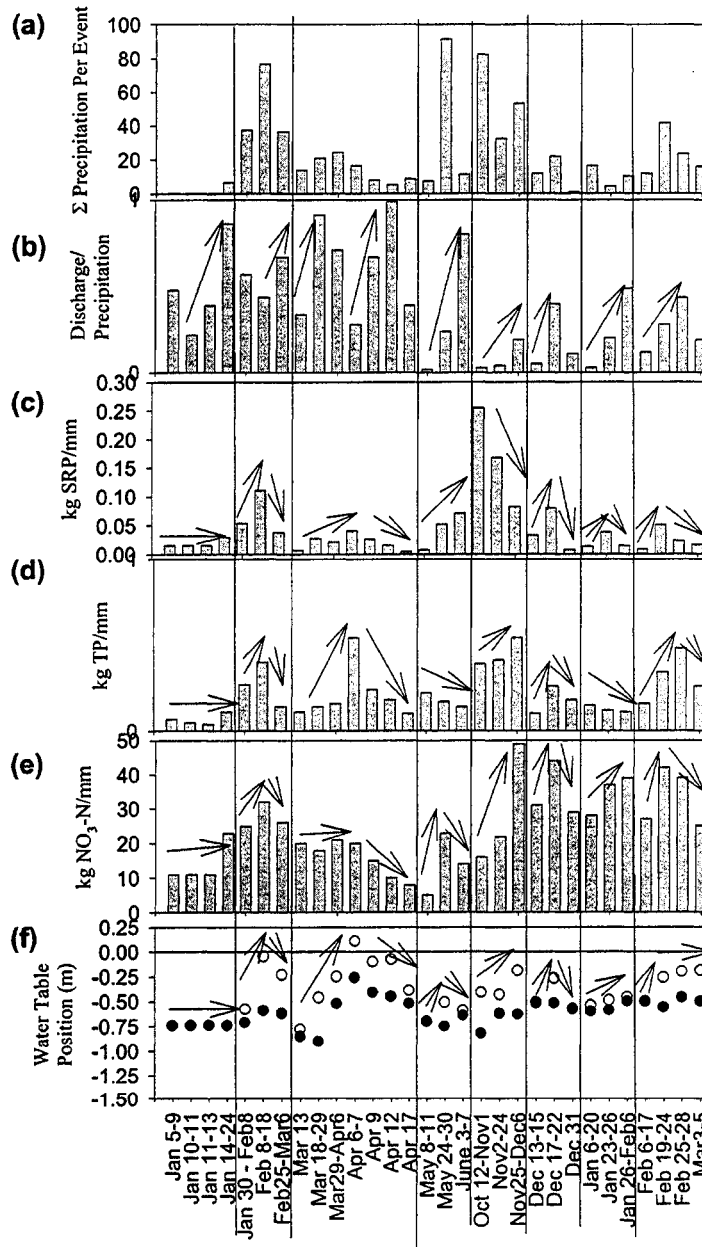 (a)
Σ Precipitation Per Event
100
80
60
40
20
0
(b)
Discharge/
Precipitation
1
0
(c)
kg SRP/mm
0.30
0.25
0.20
0.15
0.10
0.05
0.00
(d)
kg TP/mm
1
0
(e)
kg NO₃-N/mm
50
40
30
20
10
0
(f)
Water Table
Position (m)
0.25
0.00
-0.25
-0.50
-0.75
-1.00
-1.25
-1.50
Jan 5-9
Jan 10-11
Jan 11-13
Jan 14-24
Jan 30 - Feb8
Feb 8-18
Feb25-Mar6
Mar 13
Mar 18-29
Mar29-Apr6
Apr 6-7
Apr 9
Apr 12
Apr 17
May 8-11
May 24-30
June 3-7
Oct 12-Nov1
Nov2-24
Nov25-Dec6
Dec 13-15
Dec 17-22
Dec 31
Jan 6-20
Jan 23-26
Jan 26-Feb6
Feb 6-17
Feb 19-24
Feb 25-28
Mar3-5